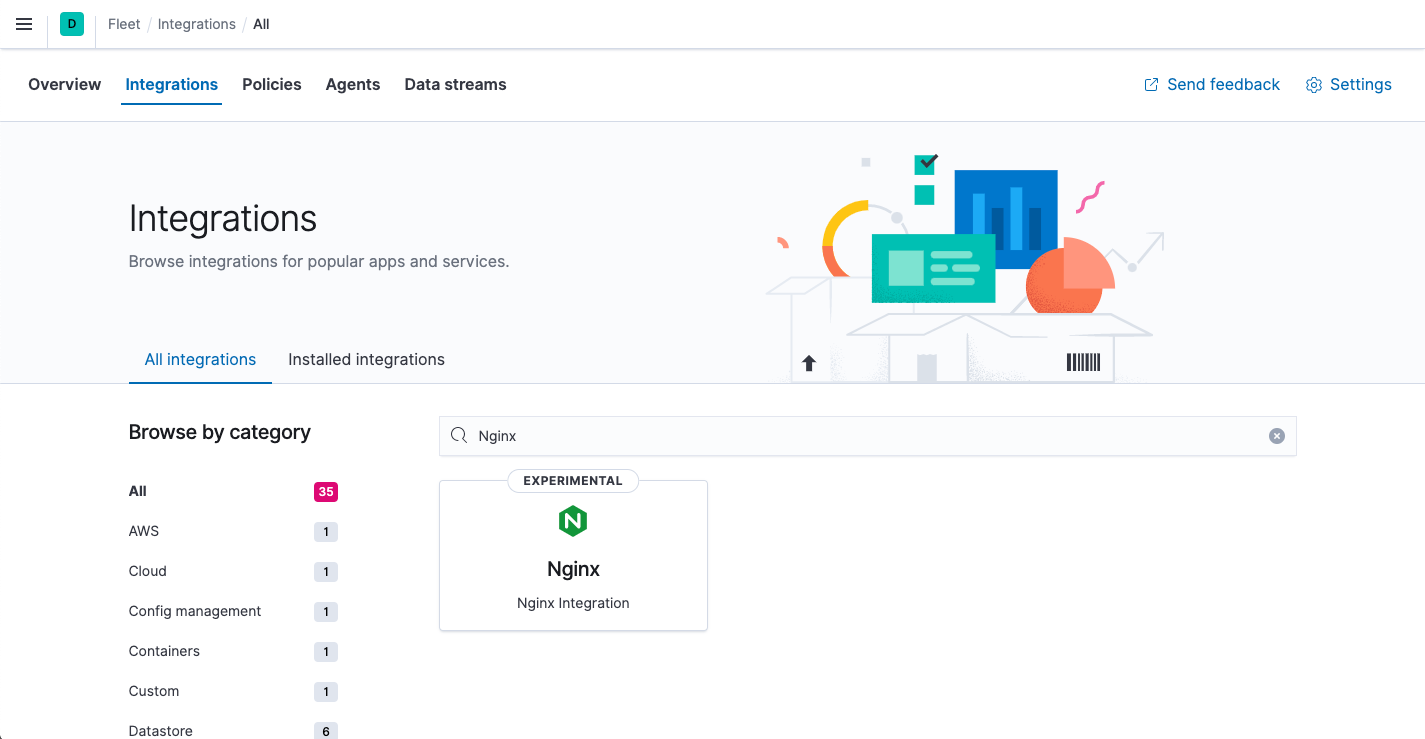 D Fleet / Integrations / All
Overview Integrations Policies Agents Data streams Send feedback Settings
Integrations
Browse integrations for popular apps and services.
All integrations Installed integrations
Browse by category
Nginx
All 35
AWS 1
Cloud 1
Config management 1
Containers 1
Custom 1
Datastore 6
EXPERIMENTAL
N
Nginx
Nginx Integration